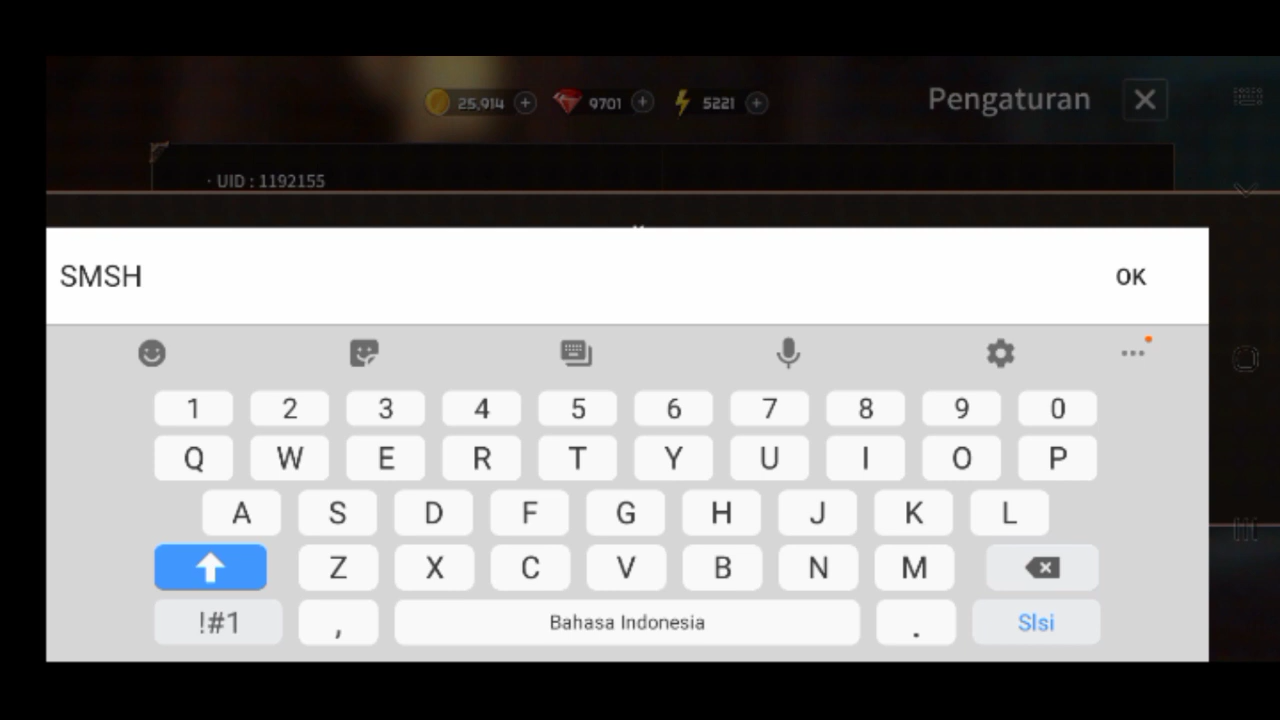 25,914 9701 5221 Pengaturan
· UID : 1192155
SMSH OK
1 2 3 4 5 6 7 8 9 0
Q W E R T Y U I O P
A S D F G H J K L
Z X C V B N M
!#1 , Bahasa Indonesia . SIsi